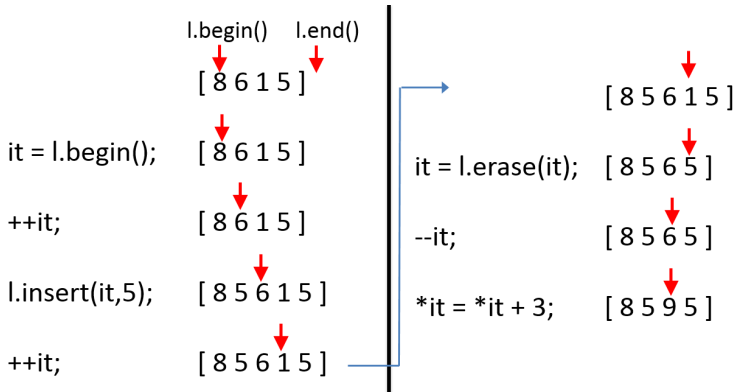 l.begin() l.end()
[ 8 6 1 5 ]
it = l.begin(); [ 8 6 1 5 ]
++it; [ 8 6 1 5 ]
l.insert(it,5); [ 8 5 6 1 5 ]
++it; [ 8 5 6 1 5 ]
[ 8 5 6 1 5 ]
it = l.erase(it); [ 8 5 6 5 ]
--it; [ 8 5 6 5 ]
*it = *it + 3; [ 8 5 9 5 ]